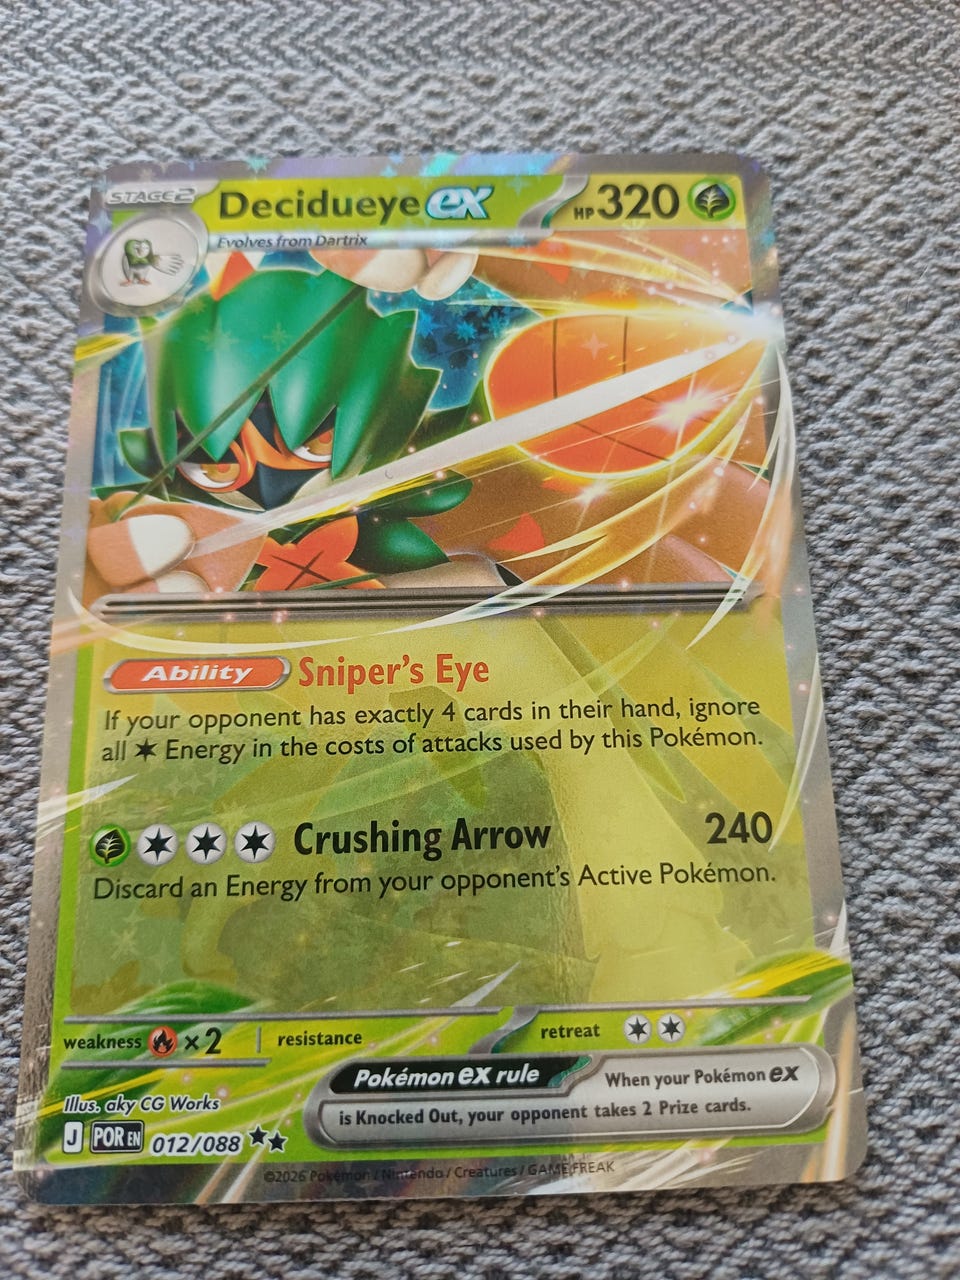 STAGE 2 Decidueye ex HP 320
Evolves from Dartrix
Ability Sniper's Eye
If your opponent has exactly 4 cards in their hand, ignore
all Energy in the costs of attacks used by this Pokémon.
Crushing Arrow 240
Discard an Energy from your opponent's Active Pokémon.
weakness ×2 resistance retreat
Pokémon ex rule When your Pokémon ex
is Knocked Out, your opponent takes 2 Prize cards.
Illus. aky CG Works
J POR EN 012/088
©2026 Pokémon / Nintendo / Creatures / GAME FREAK